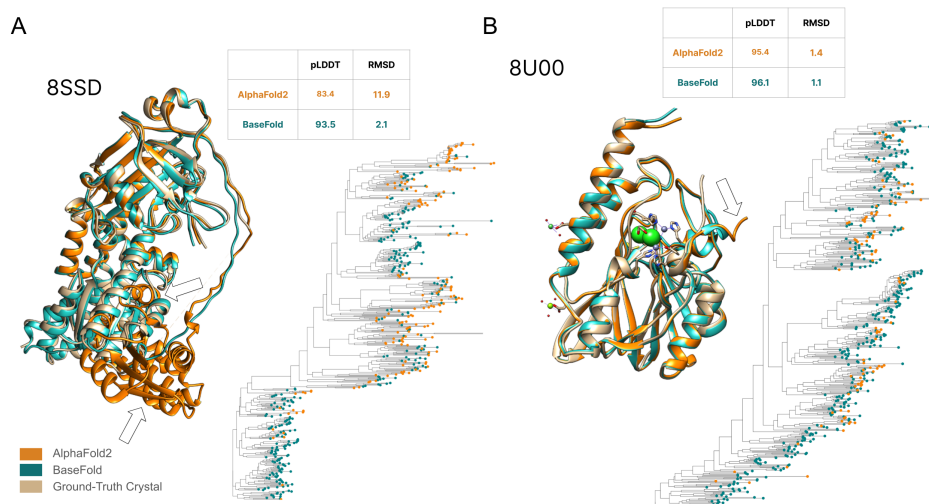 A
8SSD
pLDDT RMSD
AlphaFold2 83.4 11.9
BaseFold 93.5 2.1
AlphaFold2
BaseFold
Ground-Truth Crystal
B
8U00
pLDDT RMSD
AlphaFold2 95.4 1.4
BaseFold 96.1 1.1